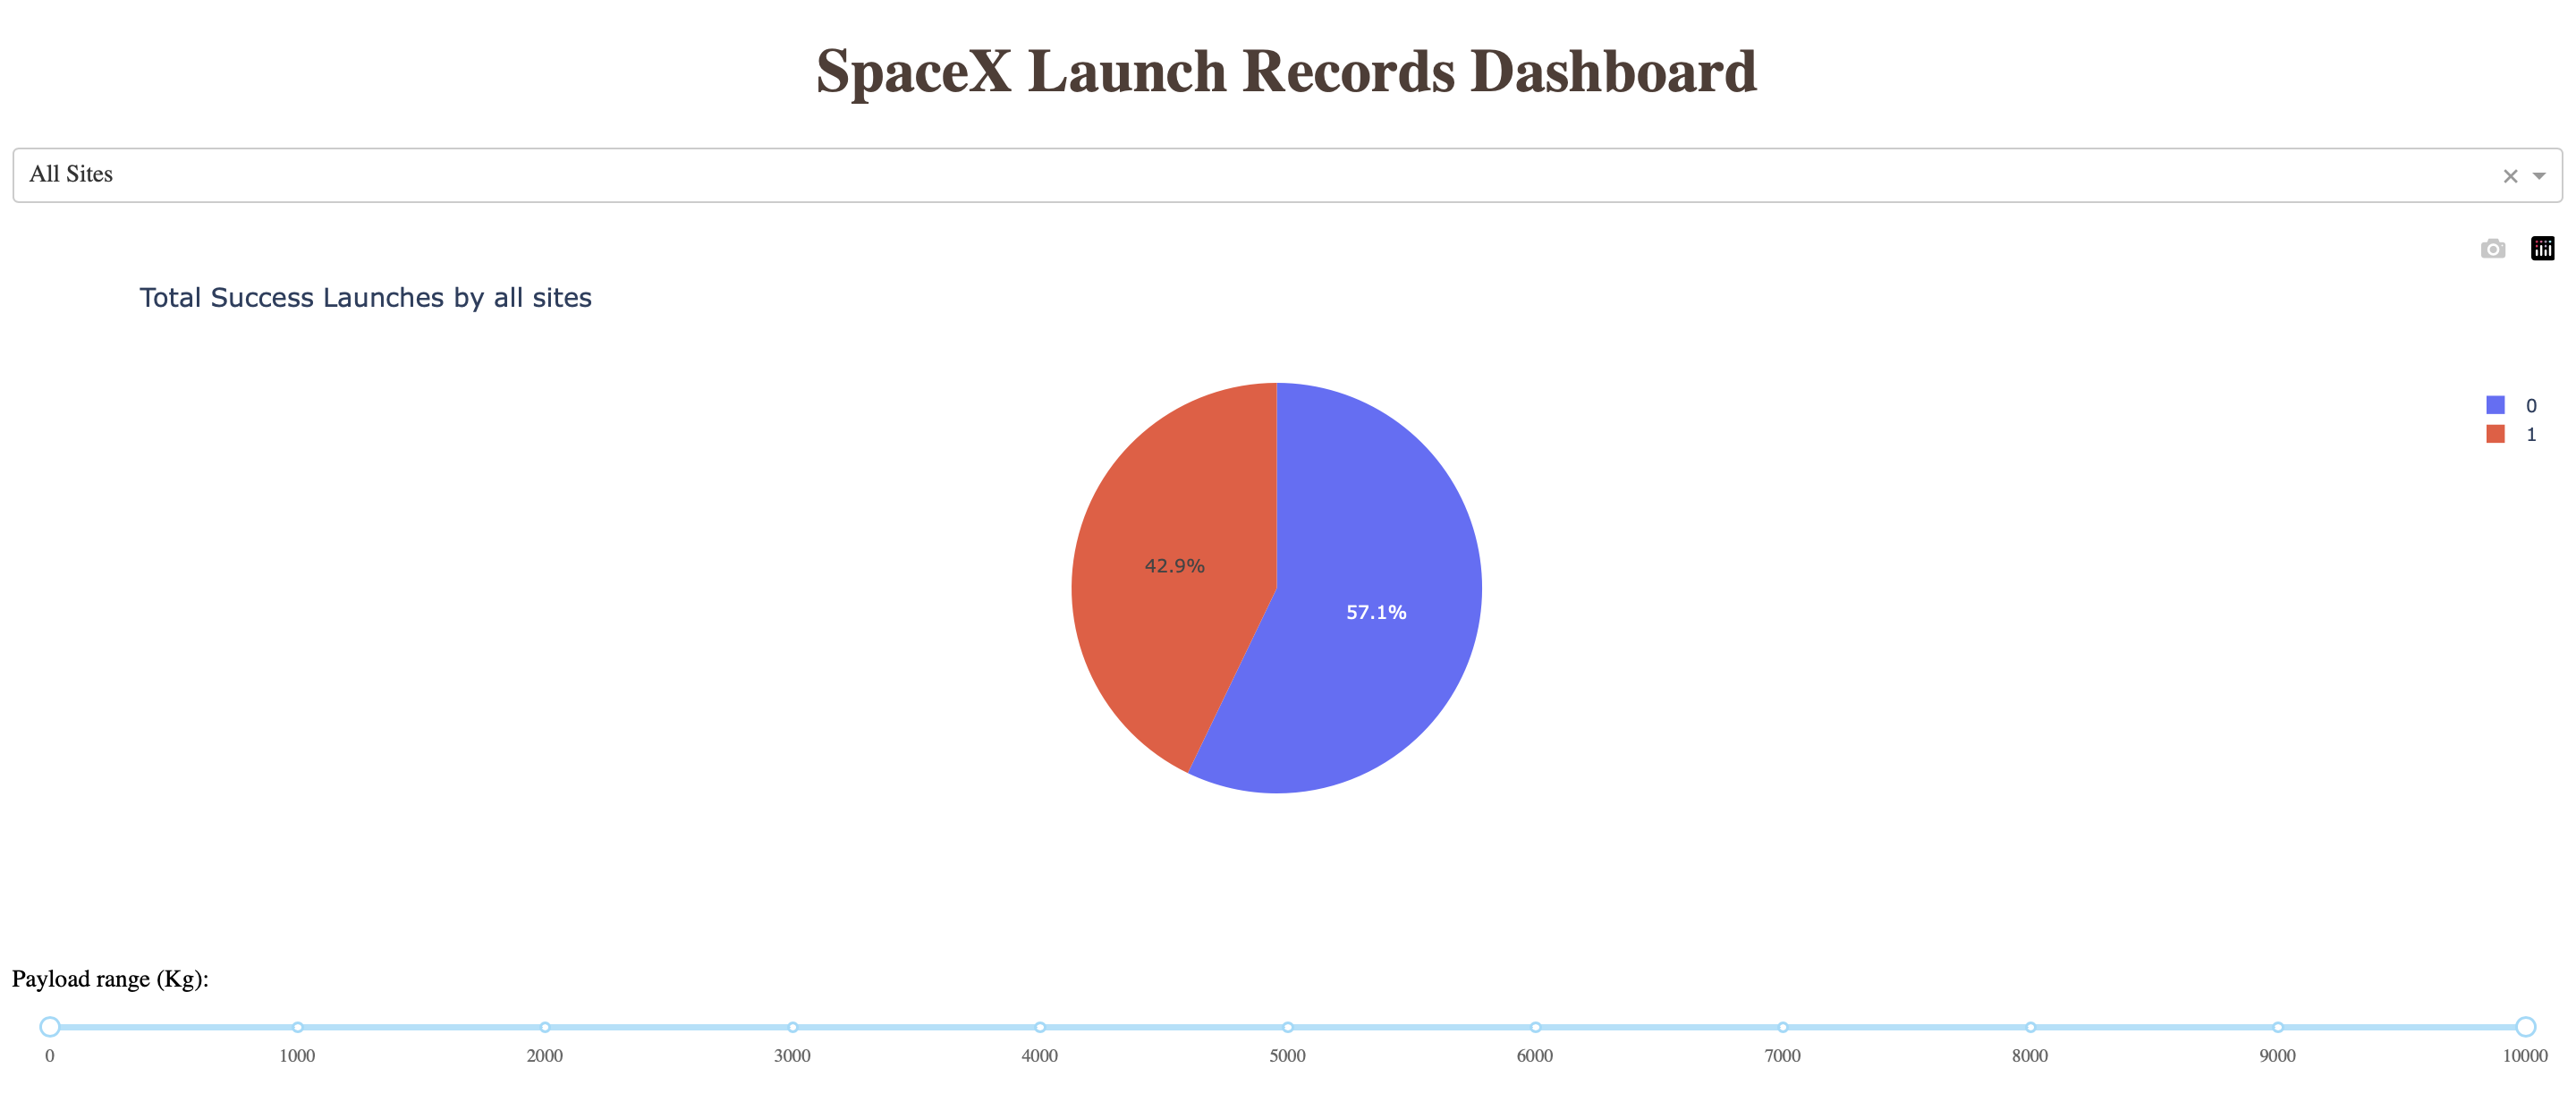 SpaceX Launch Records Dashboard
All Sites
Total Success Launches by all sites
0
1
42.9%
57.1%
Payload range (Kg):
0 1000 2000 3000 4000 5000 6000 7000 8000 9000 10000